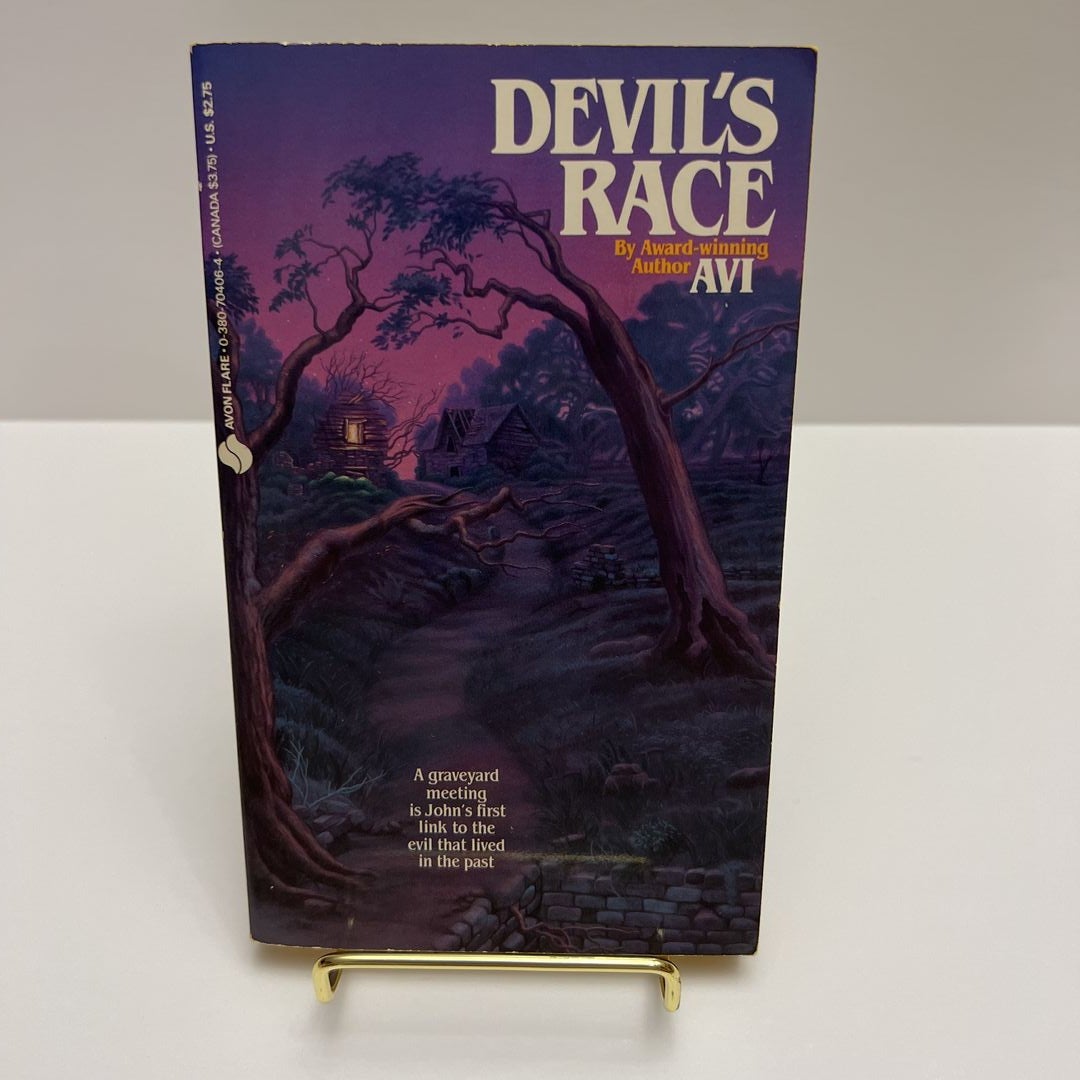 DEVIL'S
RACE
By Award-winning
Author AVI
AVON FLARE • 0-380-70406-4 • (CANADA $3.75) • U.S. $2.75
A graveyard
meeting
is John's first
link to the
evil that lived
in the past